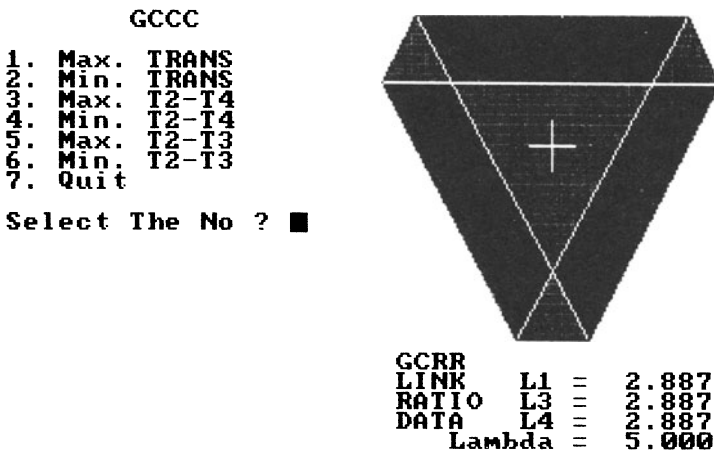 GCCC
1. Max. TRANS
2. Min. TRANS
3. Max. T2-T4
4. Min. T2-T4
5. Max. T2-T3
6. Min. T2-T3
7. Quit
Select The No ?
GCRR
LINK L1 = 2.887
RATIO L3 = 2.887
DATA L4 = 2.887
Lambda = 5.000